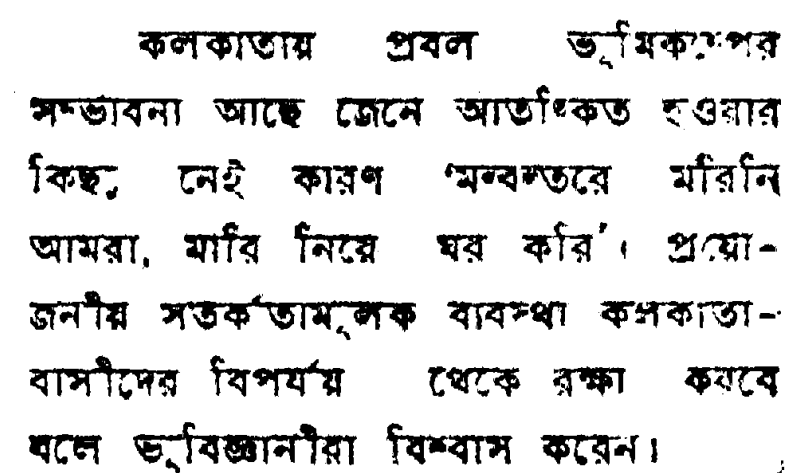 কলকাতায় প্রবল ভূমিকম্পের
সম্ভাবনা আছে জেনে আতঙ্কিত হওয়ার
কিছু নেই কারণ 'মন্বন্তরে মরিনি
আমরা, মারি নিয়ে ঘর করি'। প্রয়ো-
জনীয় সতর্কতামূলক ব্যবস্থা কলকাতা-
বাসীদের বিপর্যয় থেকে রক্ষা করবে
বলে ভূবিজ্ঞানীরা বিশ্বাস করেন।